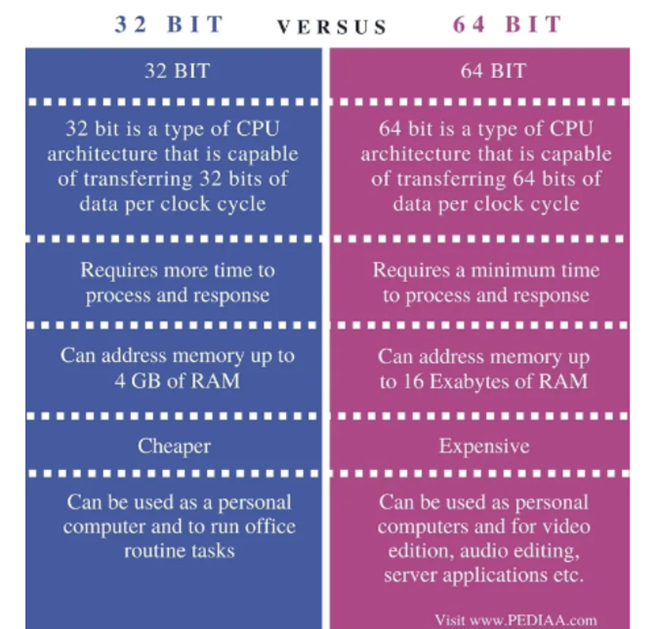 32 BIT VERSUS 64 BIT
32 BIT
32 bit is a type of CPU
architecture that is capable
of transferring 32 bits of
data per clock cycle
Requires more time to
process and response
Can address memory up to
4 GB of RAM
Cheaper
Can be used as a personal
computer and to run office
routine tasks
64 BIT
64 bit is a type of CPU
architecture that is capable
of transferring 64 bits of
data per clock cycle
Requires a minimum time
to process and response
Can address memory up
to 16 Exabytes of RAM
Expensive
Can be used as personal
computers and for video
edition, audio editing,
server applications etc.
Visit www.PEDIAA.com